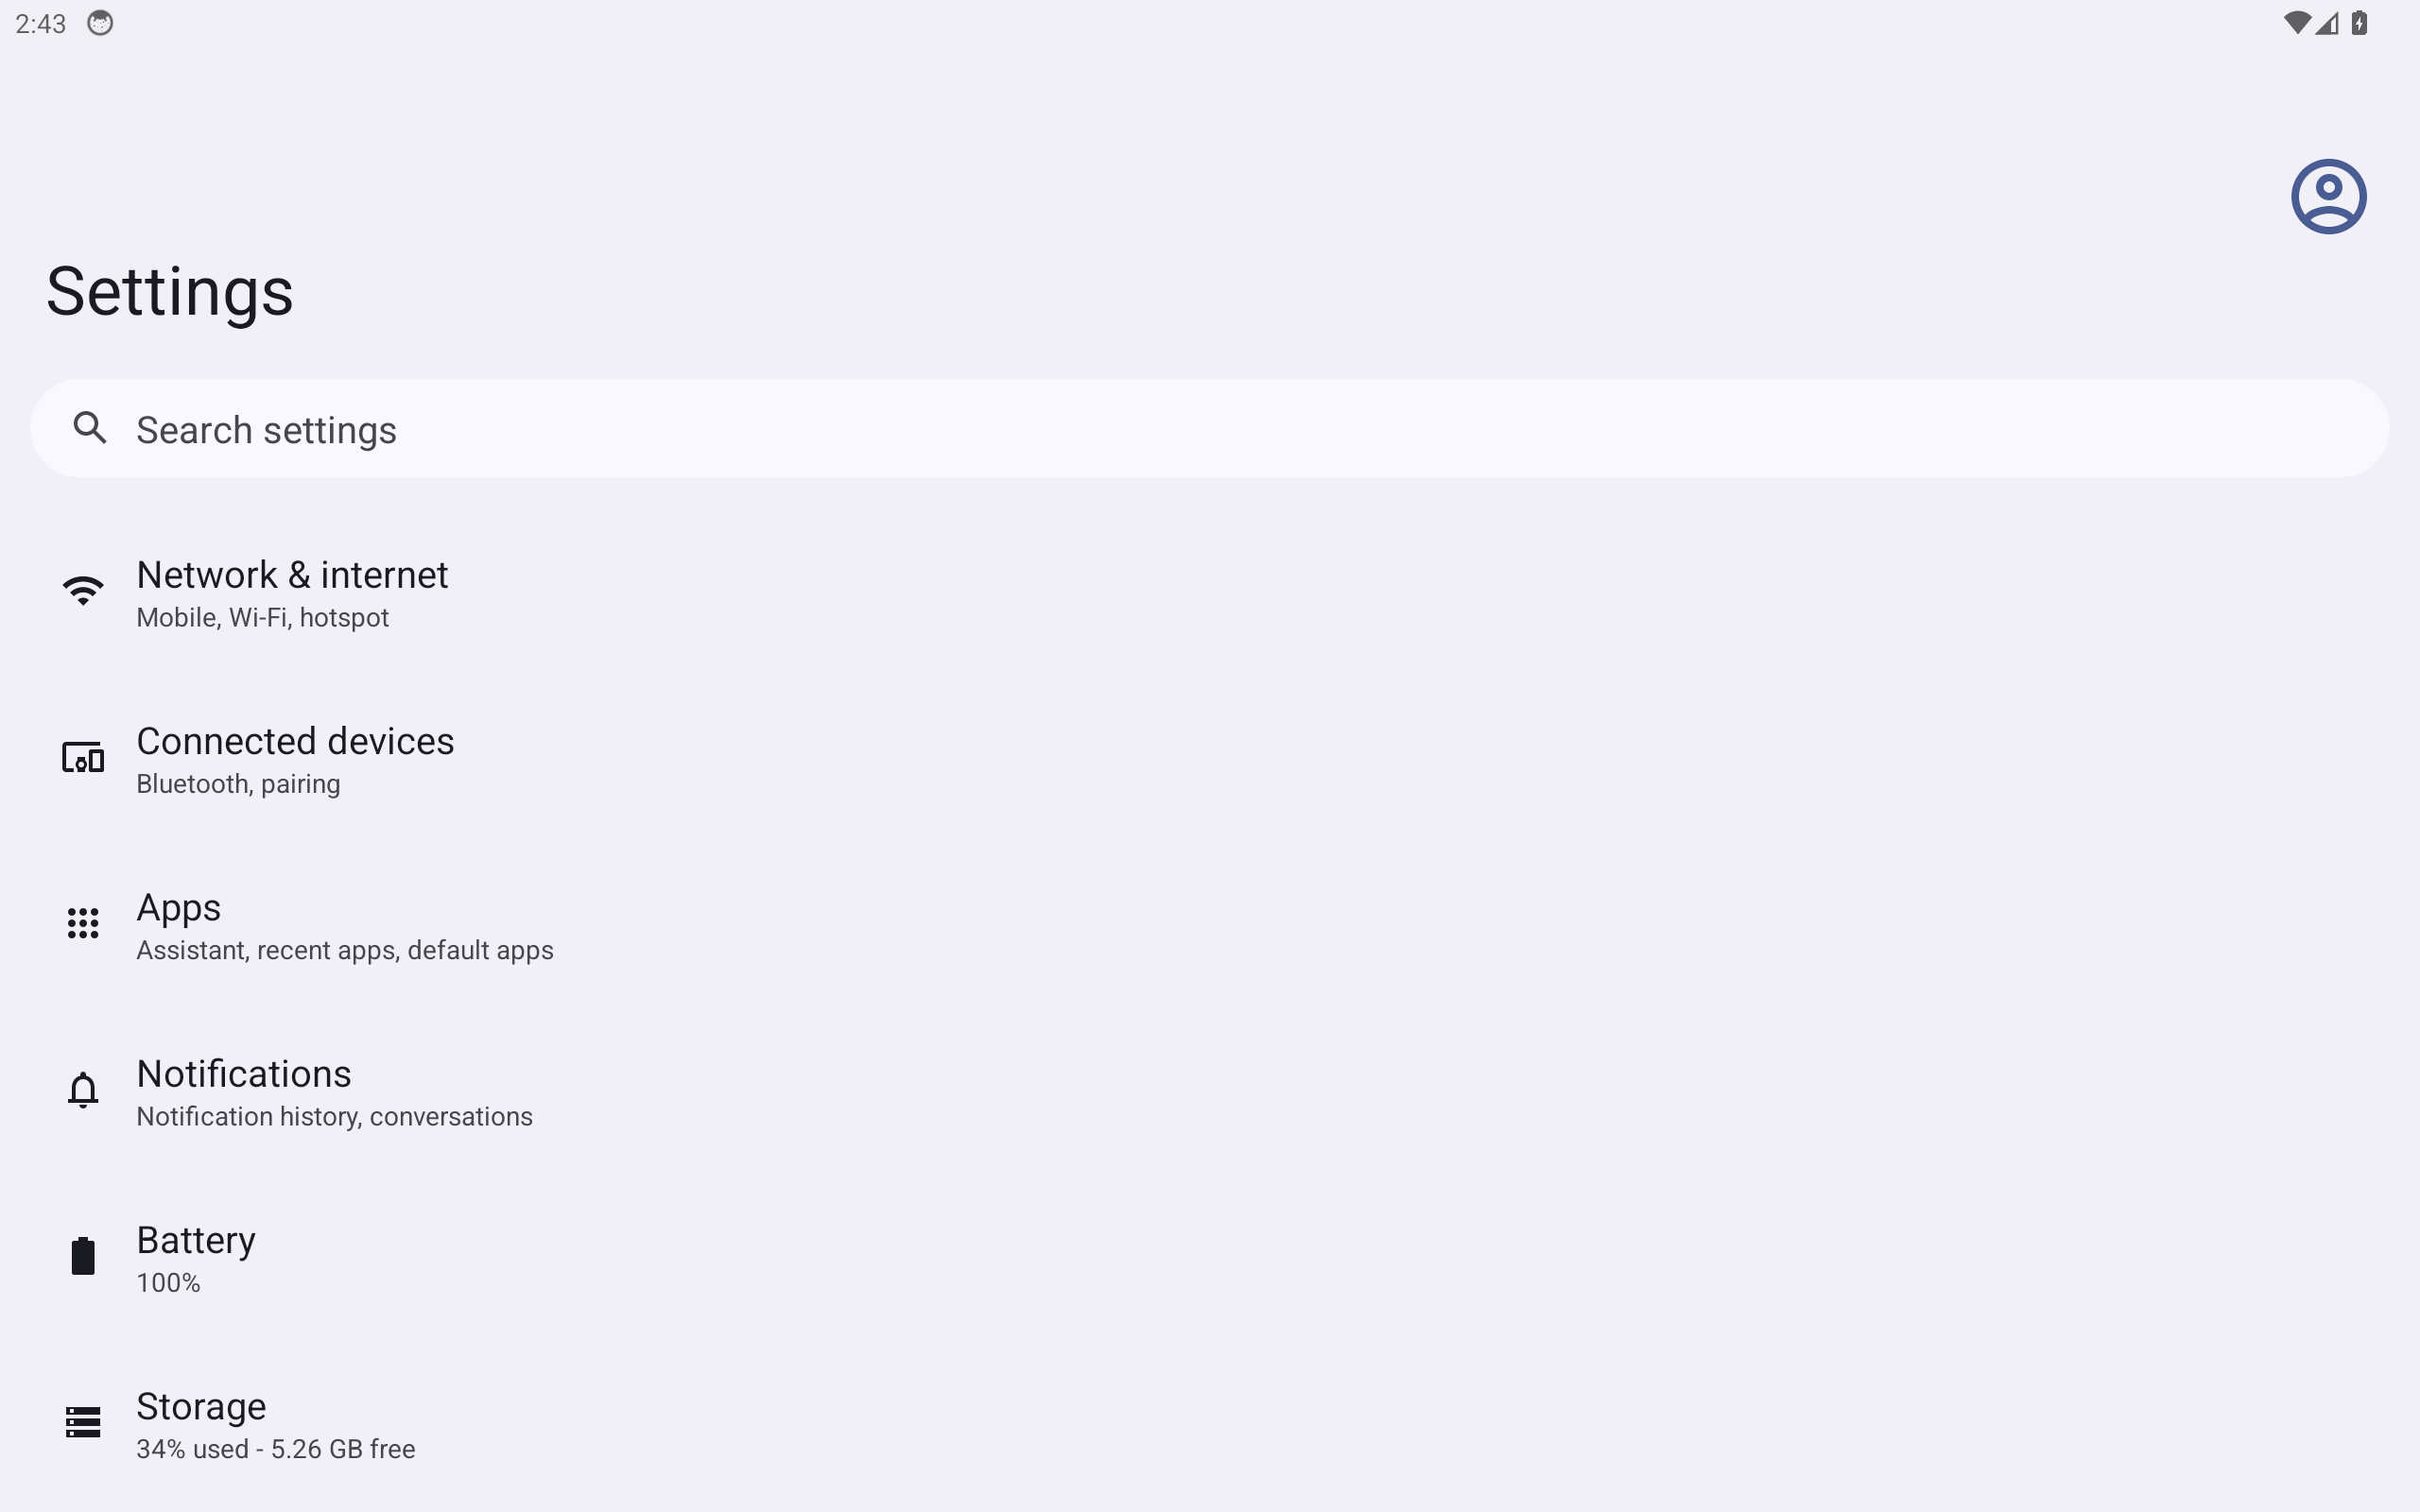 2:43
Settings
Search settings
Network & internet
Mobile, Wi-Fi, hotspot
Connected devices
Bluetooth, pairing
Apps
Assistant, recent apps, default apps
Notifications
Notification history, conversations
Battery
100%
Storage
34% used - 5.26 GB free